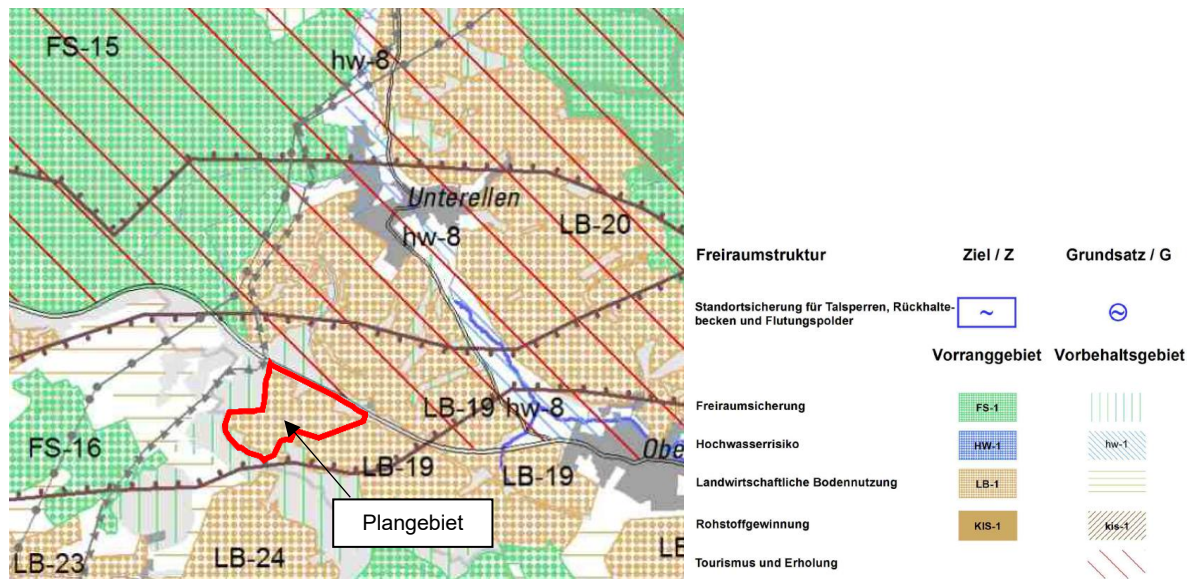 FS-15
hw-8
Unterellen
hw-8
LB-20
LB-19
hw-8
FS-16
LB-19
LB-19
Obe
Plangebiet
LB-23
LB-24
LB
Freiraumstruktur Ziel / Z Grundsatz / G
Standortsicherung für Talsperren, Rückhalte-
becken und Flutungspolder
~ ~
Vorranggebiet Vorbehaltsgebiet
Freiraumsicherung FS-1
Hochwasserrisiko HW-1 hw-1
Landwirtschaftliche Bodennutzung LB-1
Rohstoffgewinnung KIS-1 kis-1
Tourismus und Erholung